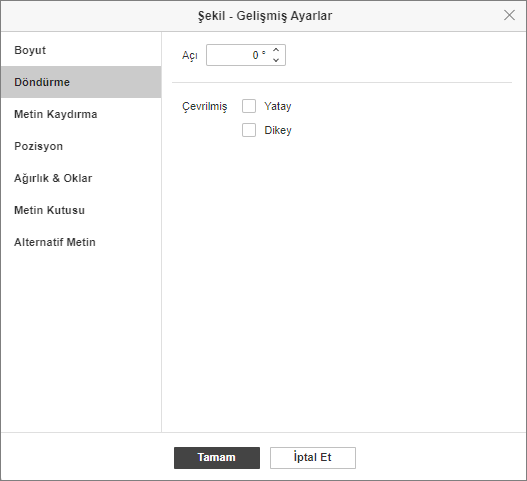 Şekil - Gelişmiş Ayarlar
Boyut
Döndürme
Metin Kaydırma
Pozisyon
Ağırlık & Oklar
Metin Kutusu
Alternatif Metin
Açı 0 °
Çevrilmiş Yatay
Dikey
Tamam İptal Et